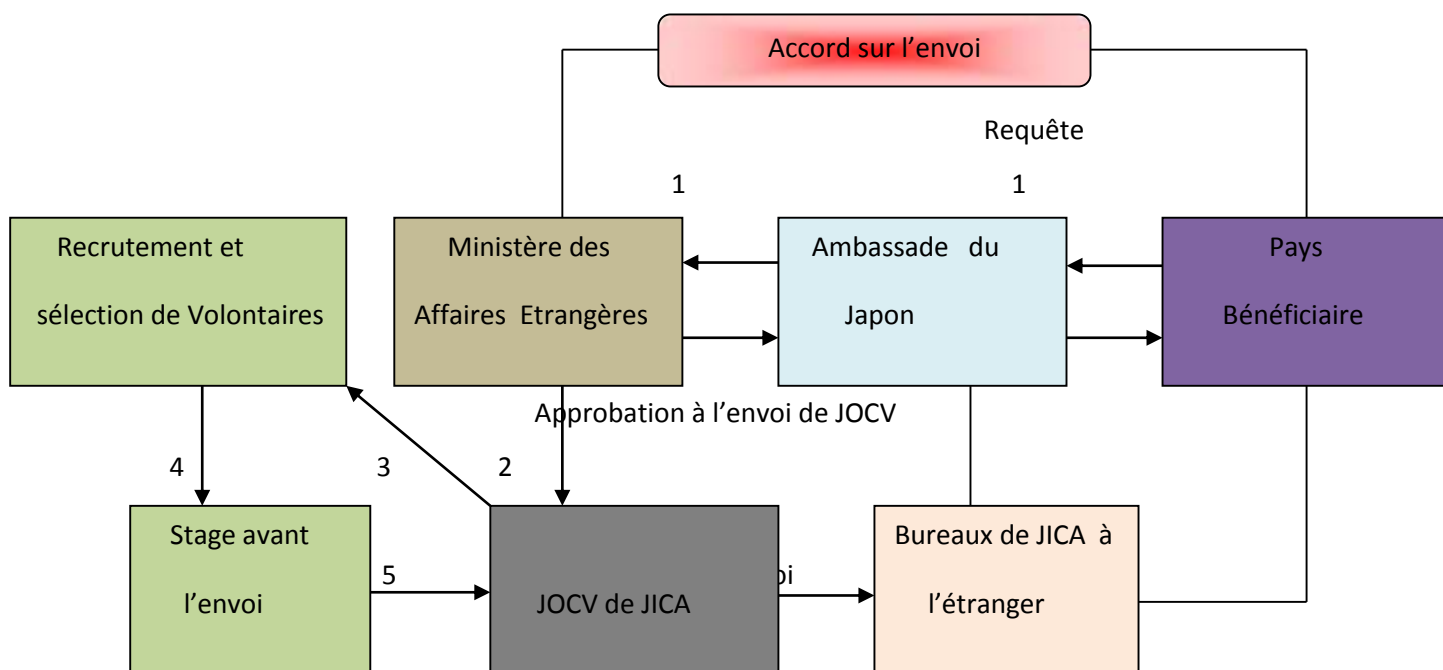 Accord sur l’envoi
Requête
1
1
Recrutement et
sélection de Volontaires
Ministère des
Affaires Etrangères
Ambassade du
Japon
Pays
Bénéficiaire
Approbation à l’envoi de JOCV
4
3
2
Stage avant
l’envoi
5
JOCV de JICA
Bureaux de JICA à
l’étranger